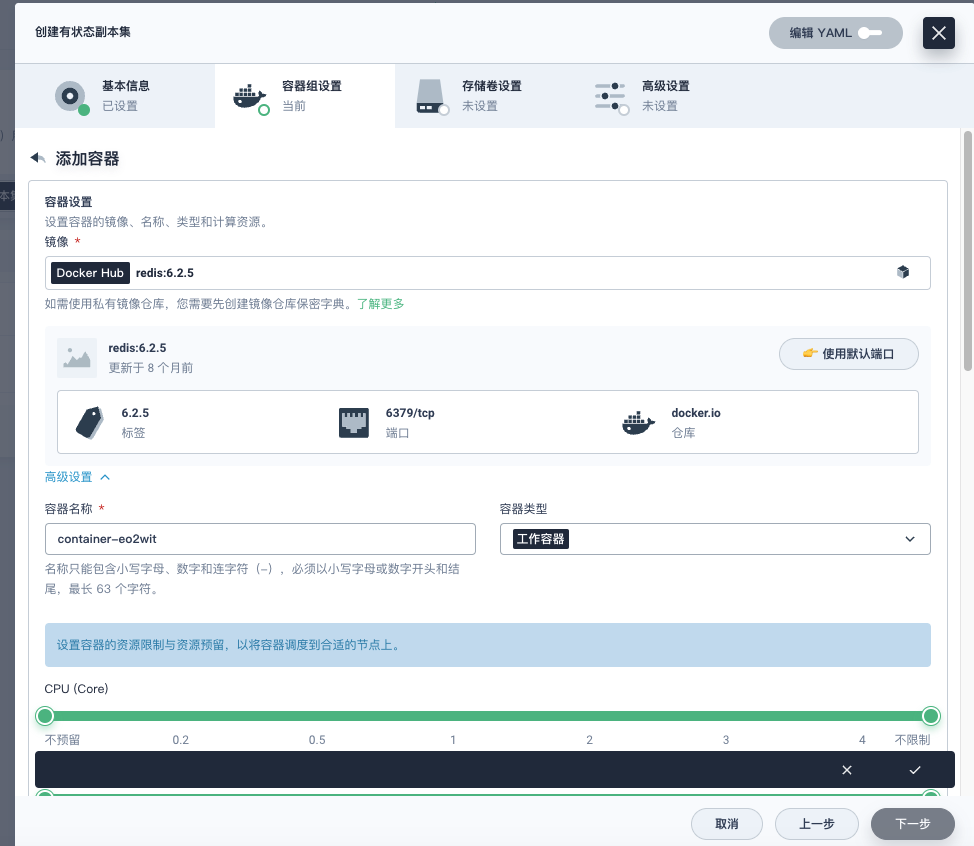 创建有状态副本集
编辑 YAML
基本信息
已设置
容器组设置
当前
存储卷设置
未设置
高级设置
未设置
添加容器
容器设置
设置容器的镜像、名称、类型和计算资源。
镜像 *
Docker Hub redis:6.2.5
如需使用私有镜像仓库，您需要先创建镜像仓库保密字典。了解更多
redis:6.2.5
更新于 8 个月前
👉 使用默认端口
6.2.5
标签
6379/tcp
端口
docker.io
仓库
高级设置
容器名称 *
container-eo2wit
名称只能包含小写字母、数字和连字符（-），必须以小写字母或数字开头和结
尾，最长 63 个字符。
容器类型
工作容器
设置容器的资源限制与资源预留，以将容器调度到合适的节点上。
CPU (Core)
不预留 0.2 0.5 1 2 3 4 不限制
取消 上一步 下一步